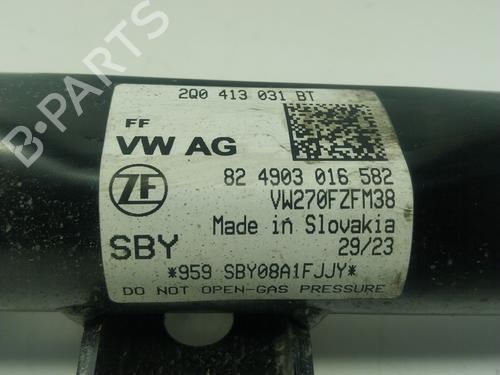 2Q0 413 031 BT
FF
VW AG
ZF
82 4903 016 582
VW270FZFM38
Made in Slovakia
SBY
29/23
*959 SBY08A1FJJY*
DO NOT OPEN-GAS PRESSURE
B-PARTS
B-PARTS